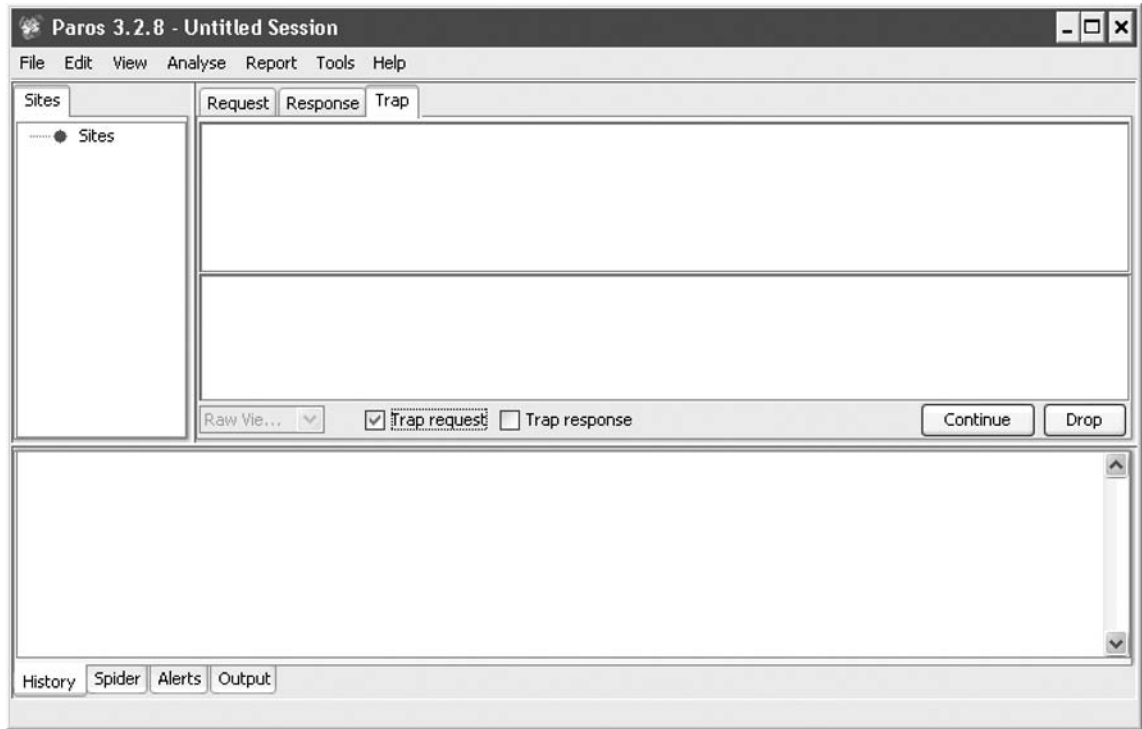 Paros 3.2.8 - Untitled Session
File Edit View Analyse Report Tools Help
Sites
Request Response Trap
Sites
Raw Vie... Trap request Trap response Continue Drop
History Spider Alerts Output